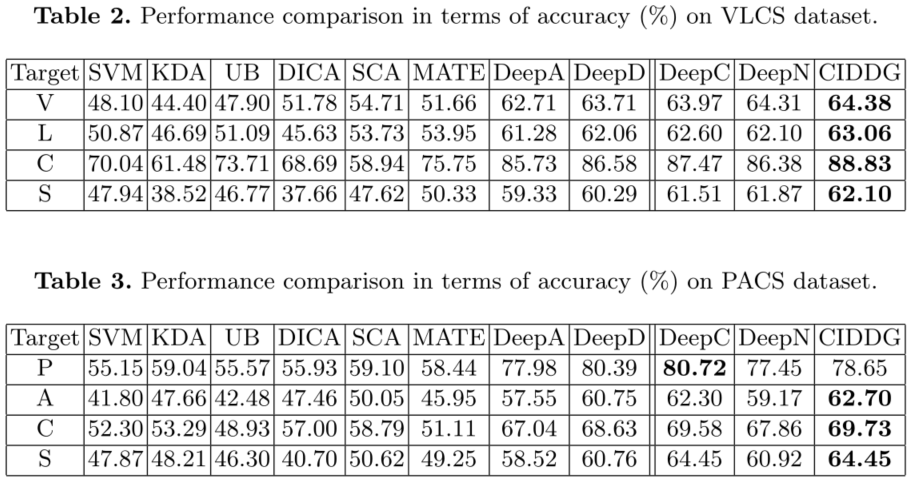 Table 2. Performance comparison in terms of accuracy (%) on VLCS dataset.
Target SVM KDA UB DICA SCA MATE DeepA DeepD DeepC DeepN CIDDG
V 48.10 44.40 47.90 51.78 54.71 51.66 62.71 63.71 63.97 64.31 64.38
L 50.87 46.69 51.09 45.63 53.73 53.95 61.28 62.06 62.60 62.10 63.06
C 70.04 61.48 73.71 68.69 58.94 75.75 85.73 86.58 87.47 86.38 88.83
S 47.94 38.52 46.77 37.66 47.62 50.33 59.33 60.29 61.51 61.87 62.10
Table 3. Performance comparison in terms of accuracy (%) on PACS dataset.
Target SVM KDA UB DICA SCA MATE DeepA DeepD DeepC DeepN CIDDG
P 55.15 59.04 55.57 55.93 59.10 58.44 77.98 80.39 80.72 77.45 78.65
A 41.80 47.66 42.48 47.46 50.05 45.95 57.55 60.75 62.30 59.17 62.70
C 52.30 53.29 48.93 57.00 58.79 51.11 67.04 68.63 69.58 67.86 69.73
S 47.87 48.21 46.30 40.70 50.62 49.25 58.52 60.76 64.45 60.92 64.45